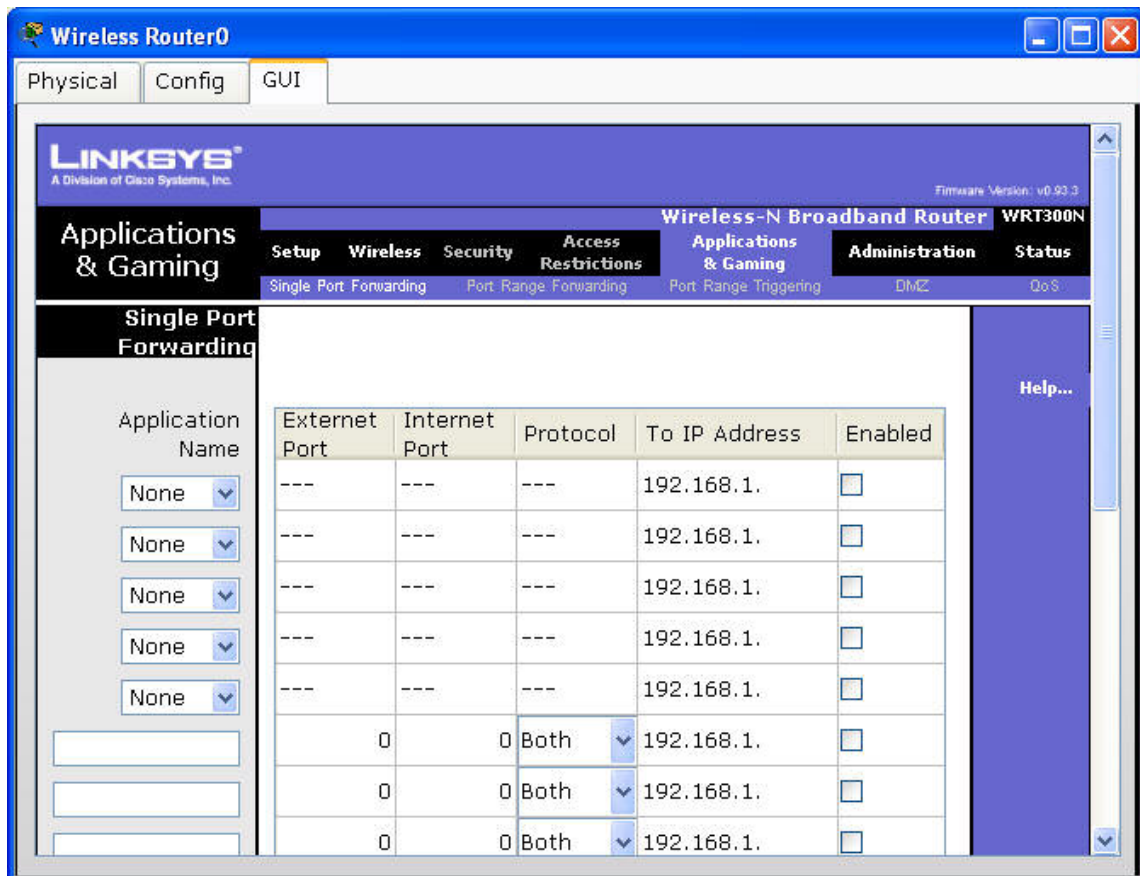 Wireless Router0
Physical Config GUI
LINKSYS®
A Division of Cisco Systems, Inc.
Firmware Version: v0.93.3
Wireless-N Broadband Router WRT300N
Applications & Gaming
Setup Wireless Security Access Restrictions Applications & Gaming Administration Status
Single Port Forwarding Port Range Forwarding Port Range Triggering DMZ QoS
Single Port
Forwarding
Help...
Application Name Externet Port Internet Port Protocol To IP Address Enabled
None --- --- --- 192.168.1.
None --- --- --- 192.168.1.
None --- --- --- 192.168.1.
None --- --- --- 192.168.1.
None --- --- --- 192.168.1.
0 0 Both 192.168.1.
0 0 Both 192.168.1.
0 0 Both 192.168.1.